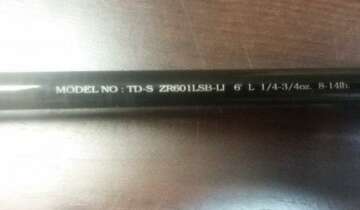 MODEL NO : TD-S ZR601LSB-IJ 6' L 1/4-3/4oz. 8-14lb.